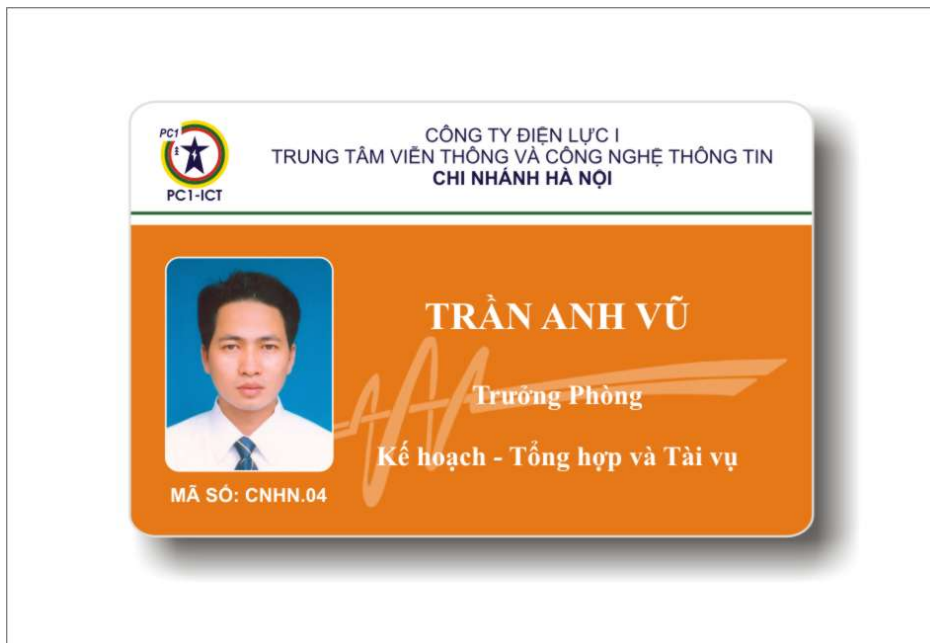 PC1
PC1-ICT
CÔNG TY ĐIỆN LỰC I
TRUNG TÂM VIỄN THÔNG VÀ CÔNG NGHỆ THÔNG TIN
CHI NHÁNH HÀ NỘI
TRẦN ANH VŨ
Trưởng Phòng
Kế hoạch - Tổng hợp và Tài vụ
MÃ SỐ: CNHN.04